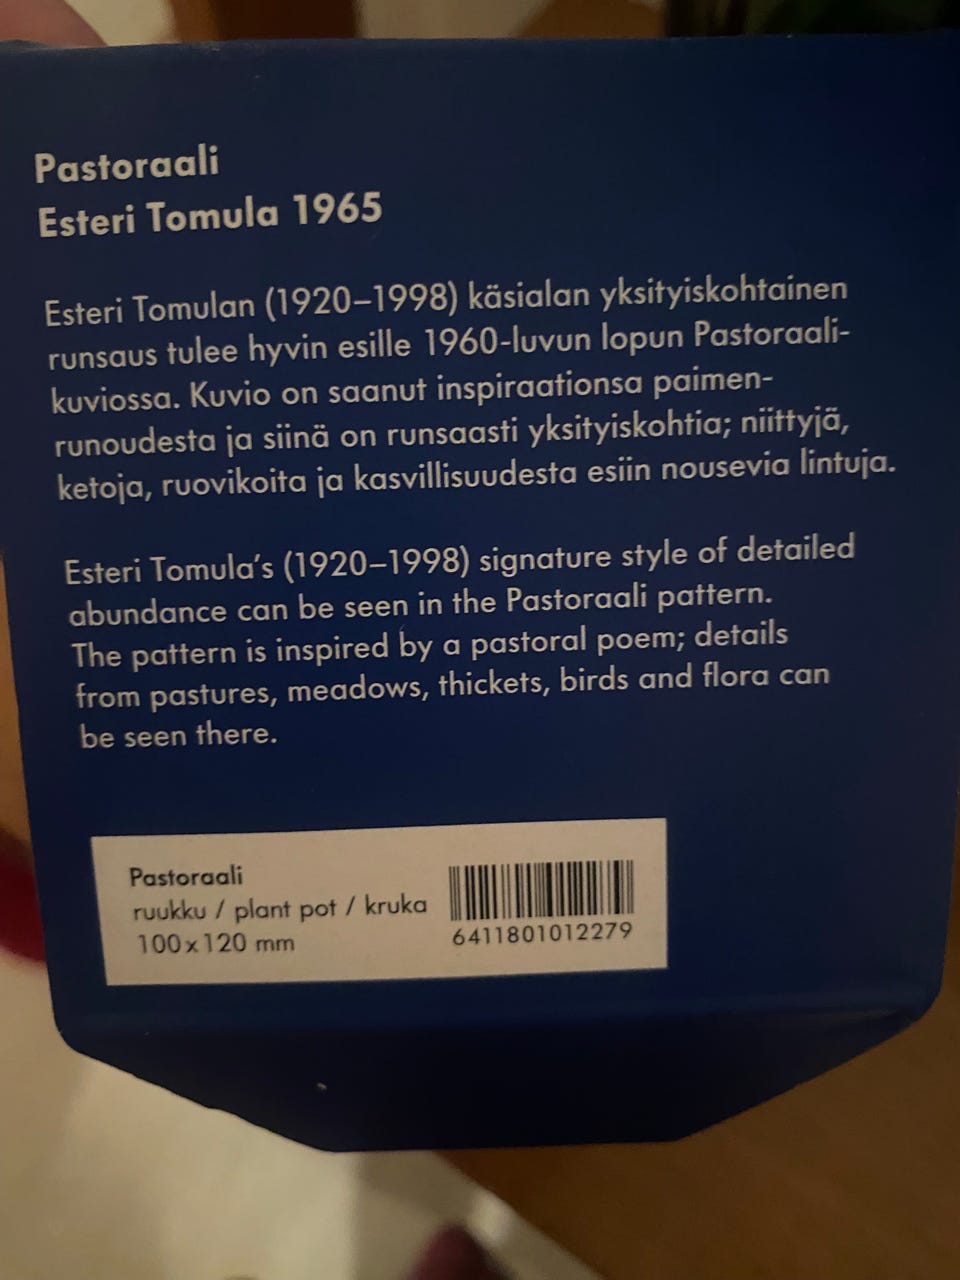 Pastoraali
Esteri Tomula 1965
Esteri Tomulan (1920–1998) käsialan yksityiskohtainen
runsaus tulee hyvin esille 1960-luvun lopun Pastoraali-
kuviossa. Kuvio on saanut inspiraationsa paimen-
runoudesta ja siinä on runsaasti yksityiskohtia; niittyjä,
ketoja, ruovikoita ja kasvillisuudesta esiin nousevia lintuja.
Esteri Tomula’s (1920–1998) signature style of detailed
abundance can be seen in the Pastoraali pattern.
The pattern is inspired by a pastoral poem; details
from pastures, meadows, thickets, birds and flora can
be seen there.
Pastoraali
ruukku / plant pot / kruka
100x120 mm
6411801012279